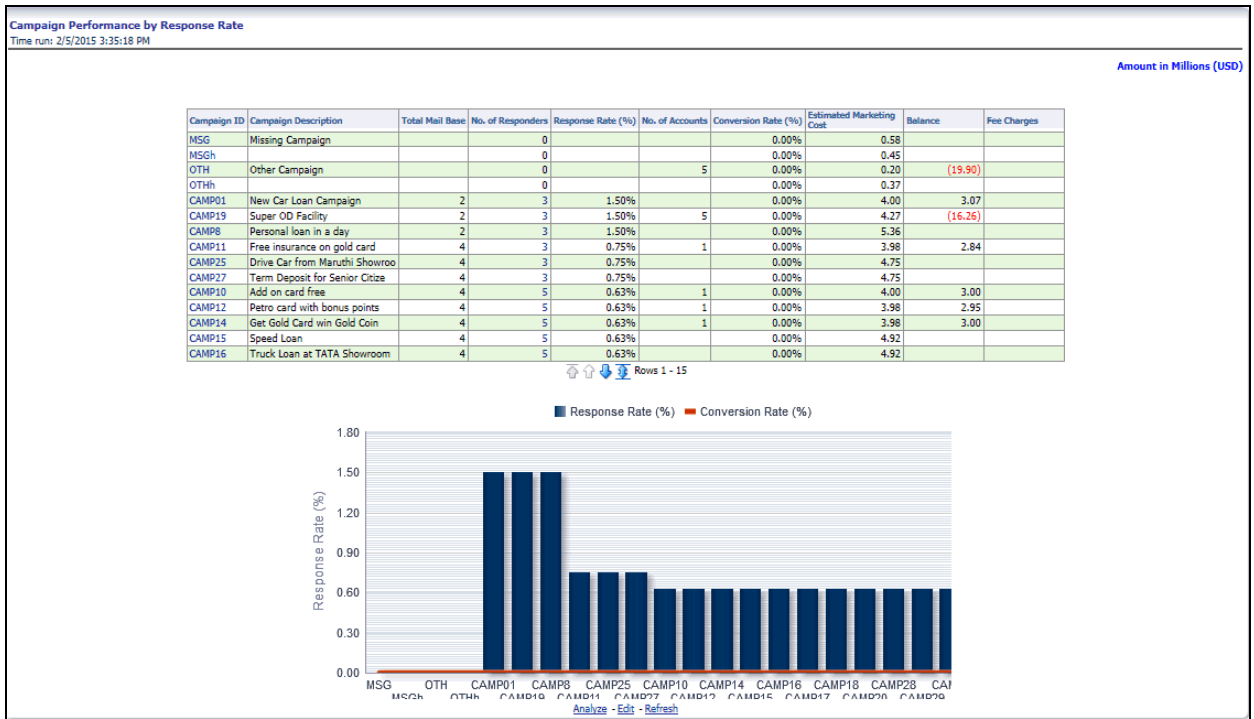 Campaign Performance by Response Rate
Time run: 2/5/2015 3:35:18 PM
Amount in Millions (USD)
Campaign ID Campaign Description Total Mail Base No. of Responders Response Rate (%) No. of Accounts Conversion Rate (%) Estimated Marketing Cost Balance Fee Charges
MSG Missing Campaign 0 0.00% 0.58
MSGh 0 0.00% 0.45
OTH Other Campaign 0 5 0.00% 0.20 (19.90)
OTHh 0 0.00% 0.37
CAMP01 New Car Loan Campaign 2 3 1.50% 0.00% 4.00 3.07
CAMP19 Super OD Facility 2 3 1.50% 5 0.00% 4.27 (16.26)
CAMP8 Personal loan in a day 2 3 1.50% 0.00% 5.36
CAMP11 Free insurance on gold card 4 3 0.75% 1 0.00% 3.98 2.84
CAMP25 Drive Car from Maruthi Showroo 4 3 0.75% 0.00% 4.75
CAMP27 Term Deposit for Senior Citize 4 3 0.75% 0.00% 4.75
CAMP10 Add on card free 4 5 0.63% 1 0.00% 4.00 3.00
CAMP12 Petro card with bonus points 4 5 0.63% 1 0.00% 3.98 2.95
CAMP14 Get Gold Card win Gold Coin 4 5 0.63% 1 0.00% 3.98 3.00
CAMP15 Speed Loan 4 5 0.63% 0.00% 4.92
CAMP16 Truck Loan at TATA Showroom 4 5 0.63% 0.00% 4.92
Rows 1 - 15
Response Rate (%) Conversion Rate (%)
1.80
1.50
1.20
0.90
0.60
0.30
0.00
Response Rate (%)
MSG OTH CAMP01 CAMP8 CAMP25 CAMP10 CAMP14 CAMP16 CAMP18 CAMP28
MSGh OTHh CAMP19 CAMP11 CAMP27 CAMP12 CAMP15 CAMP17 CAMP20 CAMP29
Analyze - Edit - Refresh